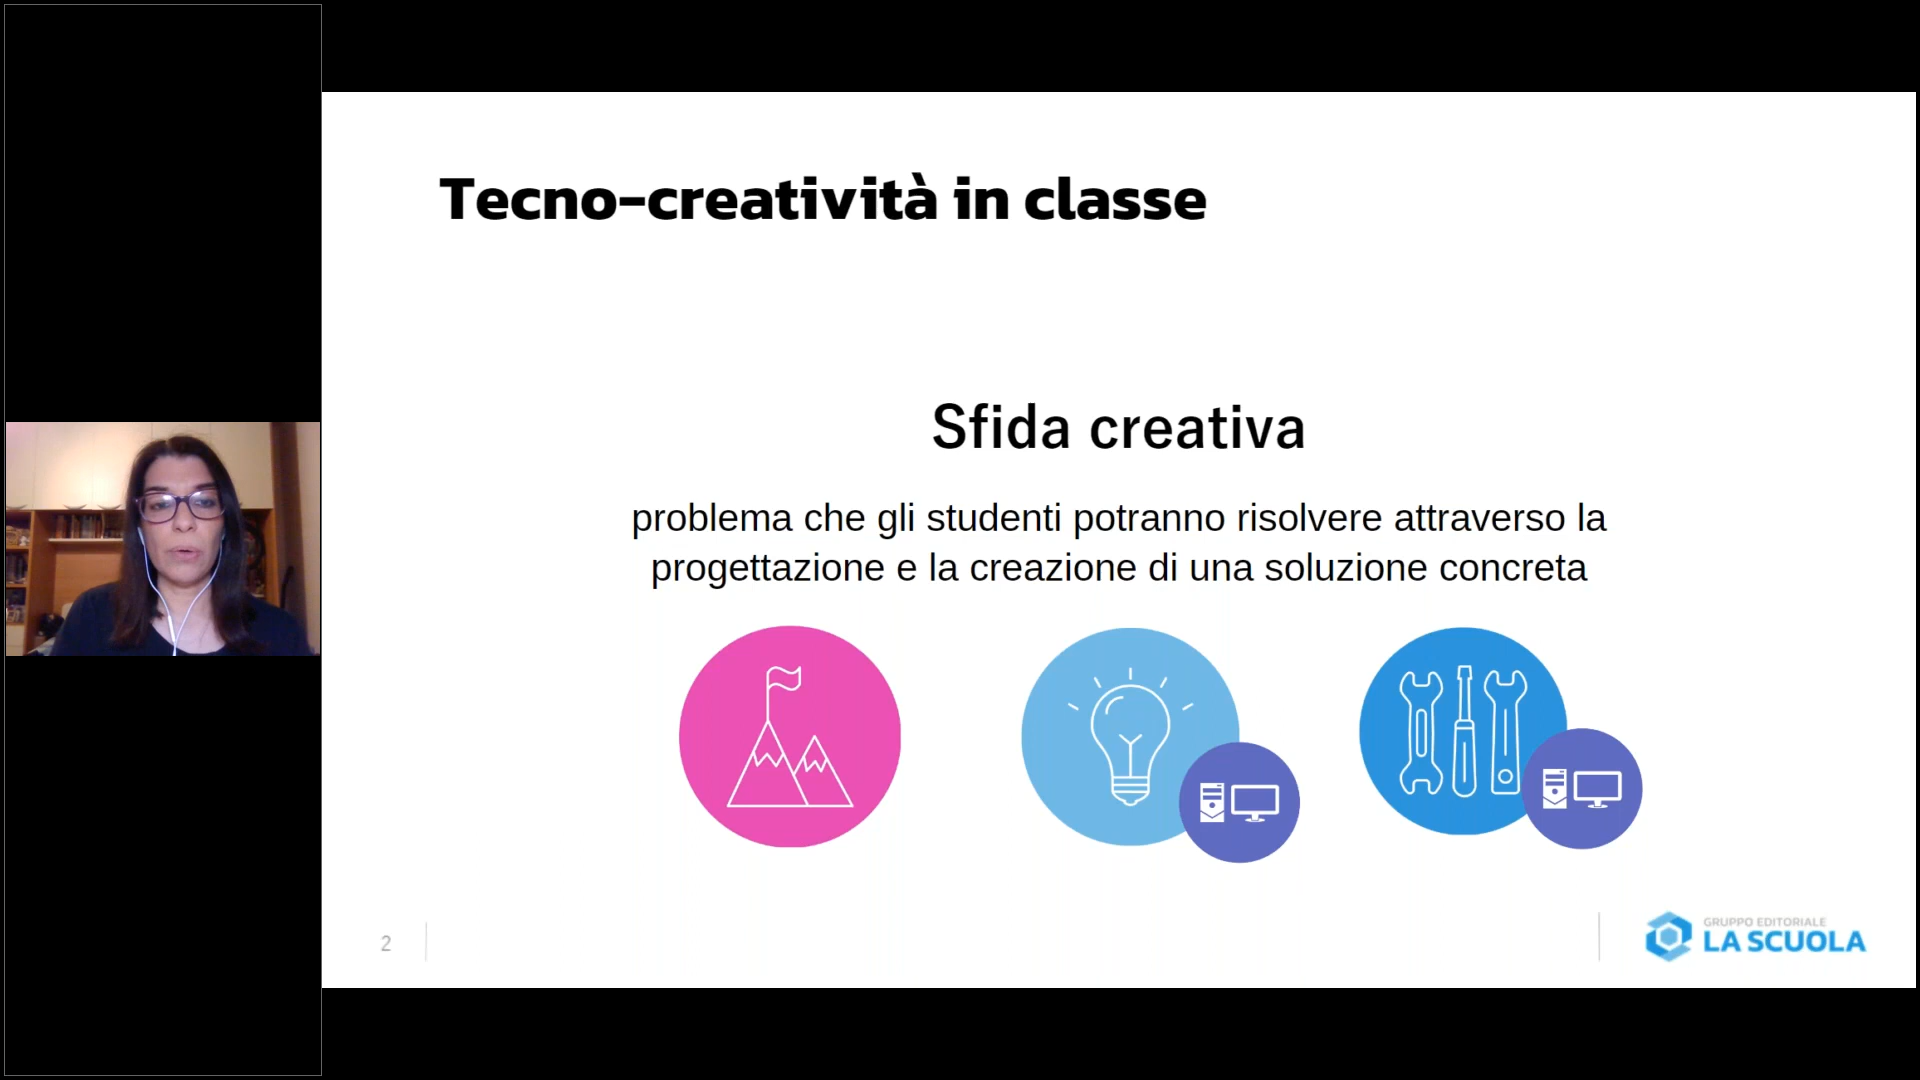 Tecno-creatività in classe
Sfida creativa
problema che gli studenti potranno risolvere attraverso la
progettazione e la creazione di una soluzione concreta
2
GRUPPO EDITORIALE
LA SCUOLA